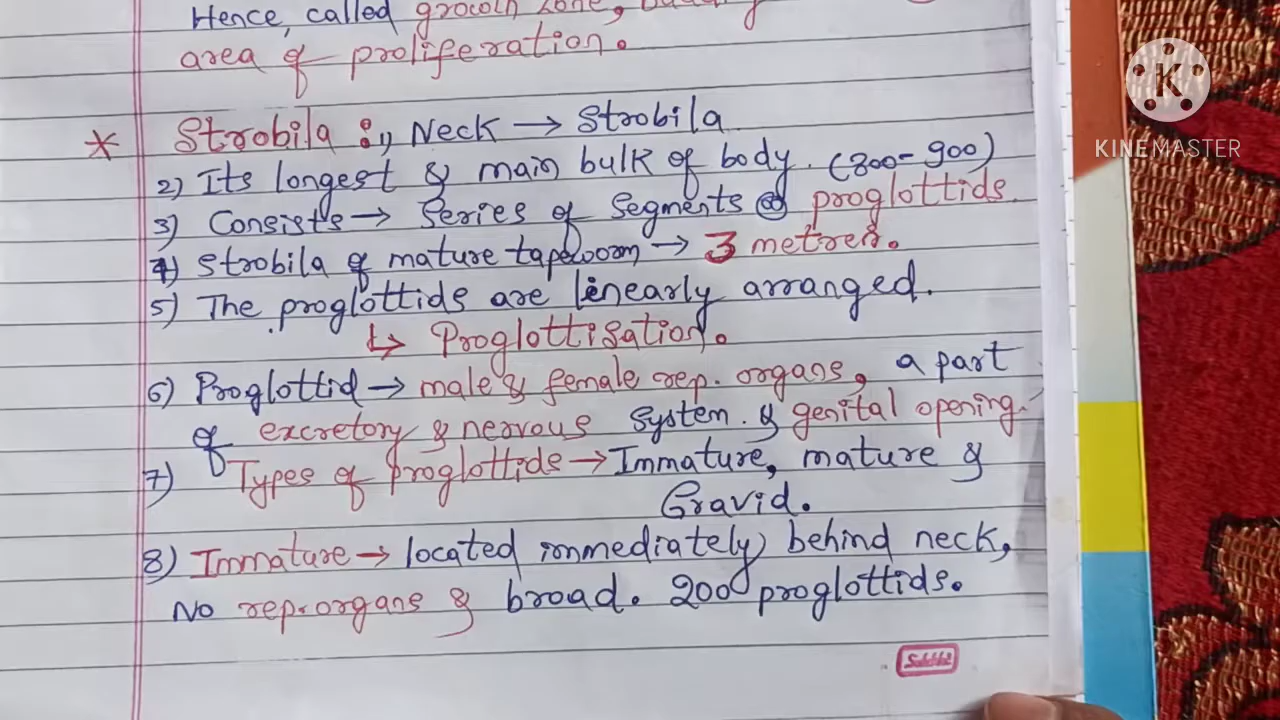 Hence, called growth zone,
area of proliferation.
* Strobila :1) Neck → Strobila
2) Its longest & main bulk of body. (800-900)
3) Consists → Series of Segments or proglottids.
4) Strobila of mature tapeworm → 3 metres.
5) The proglottids are linearly arranged.
↳ Proglottisation.
6) Proglottid → male & female rep. organs, a part
of excretory & nervous system. & genital opening.
7) Types of proglottids → Immature, mature &
Gravid.
8) Immature → located immediately behind neck,
No rep. organs & broad. 200 proglottids.
K
KINEMASTER